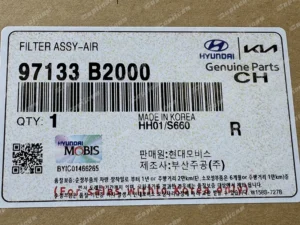 FILTER ASSY-AIR
HYUNDAI KIA
97133 B2000
Genuine Parts
CH
QTY: 1
MADE IN KOREA
HH01/S660
R
HYUNDAI
MOBIS
BYIC01466265
판매원:현대모비스
제조사:부산주공(주)